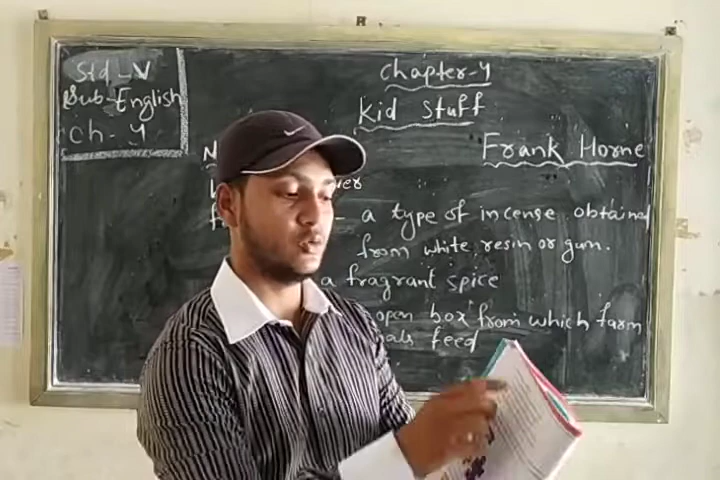 Std - V
Sub - English
Ch - 4
Chapter - 4
Kid Stuff
Frank Horne
- a type of incense obtained
from white resin or gum.
a fragrant spice
open box from which farm
feed